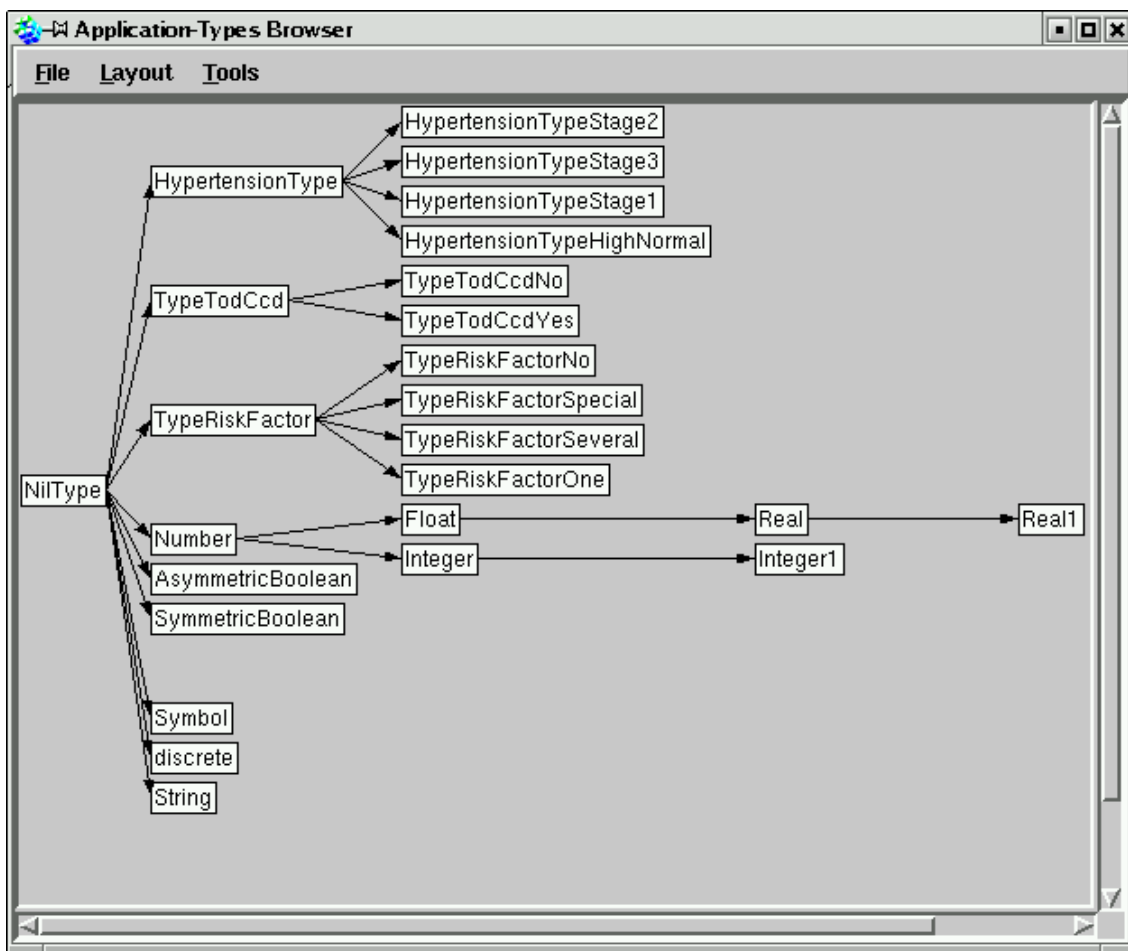 Application-Types Browser
File Layout Tools
HypertensionTypeStage2
HypertensionTypeStage3
HypertensionType
HypertensionTypeStage1
HypertensionTypeHighNormal
TypeTodCcdNo
TypeTodCcd
TypeTodCcdYes
TypeRiskFactorNo
TypeRiskFactorSpecial
TypeRiskFactor
TypeRiskFactorSeveral
TypeRiskFactorOne
NilType
Float Real Real1
Number
Integer Integer1
AsymmetricBoolean
SymmetricBoolean
Symbol
discrete
String